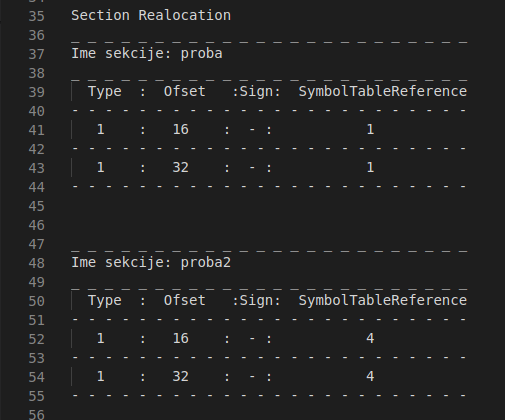 35 Section Realocation
36 _ _ _ _ _ _ _ _ _ _ _ _ _ _ _ _ _ _ _ _ _ _ _ _
37 Ime sekcije: proba
38 _ _ _ _ _ _ _ _ _ _ _ _ _ _ _ _ _ _ _ _ _ _ _ _
39   Type  :  Ofset   :Sign:  SymbolTableReference
40 - - - - - - - - - - - - - - - - - - - - - - - -
41    1    :   16    :  - :           1
42 - - - - - - - - - - - - - - - - - - - - - - - -
43    1    :   32    :  - :           1
44 - - - - - - - - - - - - - - - - - - - - - - - -
45
46
47 _ _ _ _ _ _ _ _ _ _ _ _ _ _ _ _ _ _ _ _ _ _ _ _
48 Ime sekcije: proba2
49 _ _ _ _ _ _ _ _ _ _ _ _ _ _ _ _ _ _ _ _ _ _ _ _
50   Type  :  Ofset   :Sign:  SymbolTableReference
51 - - - - - - - - - - - - - - - - - - - - - - - -
52    1    :   16    :  - :           4
53 - - - - - - - - - - - - - - - - - - - - - - - -
54    1    :   32    :  - :           4
55 - - - - - - - - - - - - - - - - - - - - - - - -
56